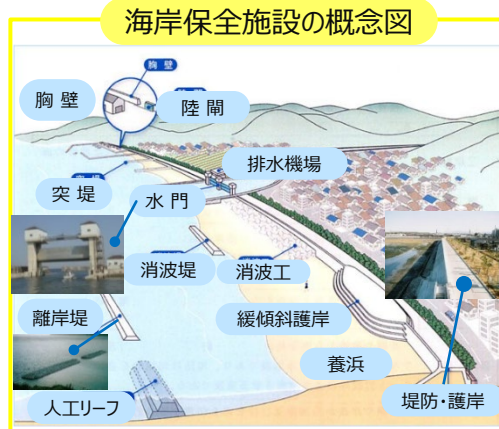 海岸保全施設の概念図
胸 壁
胸 壁
陸 閘
排水機場
突 堤
水 門
消波堤
消波工
離岸堤
緩傾斜護岸
養浜
人工リーフ
堤防・護岸